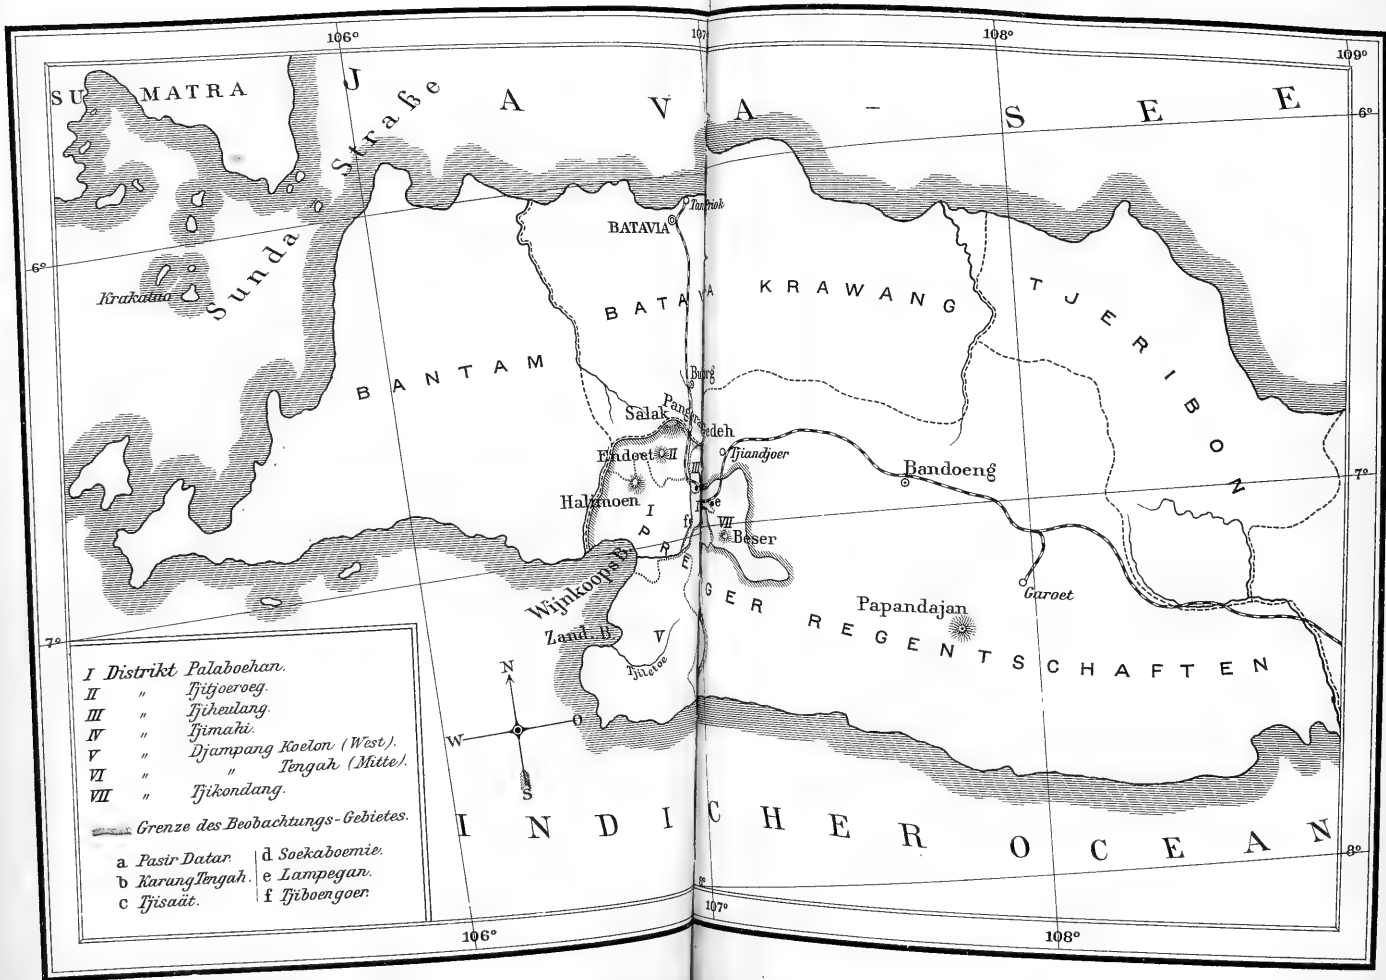 106°
107
108°
109°
SUMATRA
JAVA - SEE
Sunda Straße
6°
6°
Krakatao
Tan Priok
BATAVIA
BATAVIA
KRAWANG
TJERIBON
BANTAM
Salak
Pangerango
Gedeh
Endoet
II
III
Tjiandjoer
Bandoeng
7°
Halimoen
I
e
f
VII
Beser
PREANGER REGENTSCHAFTEN
Wijnkoops B.
Zand. B.
V
Tjiletoe
Papandajan
Garoet
7°
N
W
O
S
INDISCHER OCEAN
8°
8°
I Distrikt Palaboehan.
II " Tjitjoeroeg.
III " Tjiheulang.
IV " Tjimahi.
V " Djampang Koelon (West).
VI " " Tengah (Mitte).
VII " Tjikondang.
Grenze des Beobachtungs-Gebietes.
a Pasir Datar.
b Karang Tengah.
c Tjisaät.
d Soekaboemie.
e Lampegan.
f Tjiboengoer.
106°
107°
108°